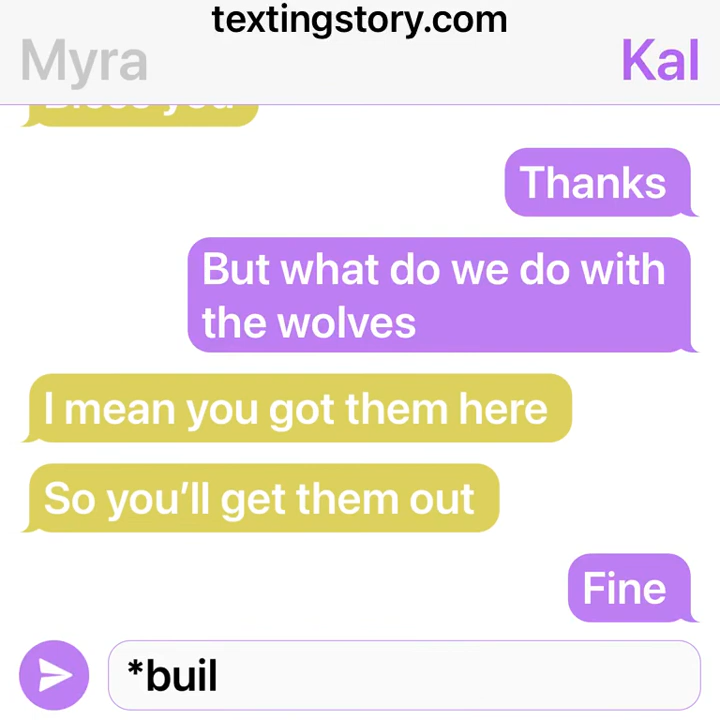 textingstory.com
Myra
Kal
Thanks
But what do we do with
the wolves
I mean you got them here
So you’ll get them out
Fine
*buil